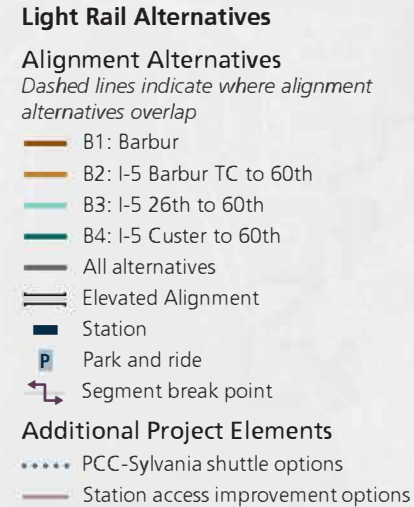 Light Rail Alternatives
Alignment Alternatives
Dashed lines indicate where alignment
alternatives overlap
B1: Barbur
B2: I-5 Barbur TC to 60th
B3: I-5 26th to 60th
B4: I-5 Custer to 60th
All alternatives
Elevated Alignment
Station
P Park and ride
Segment break point
Additional Project Elements
PCC-Sylvania shuttle options
Station access improvement options